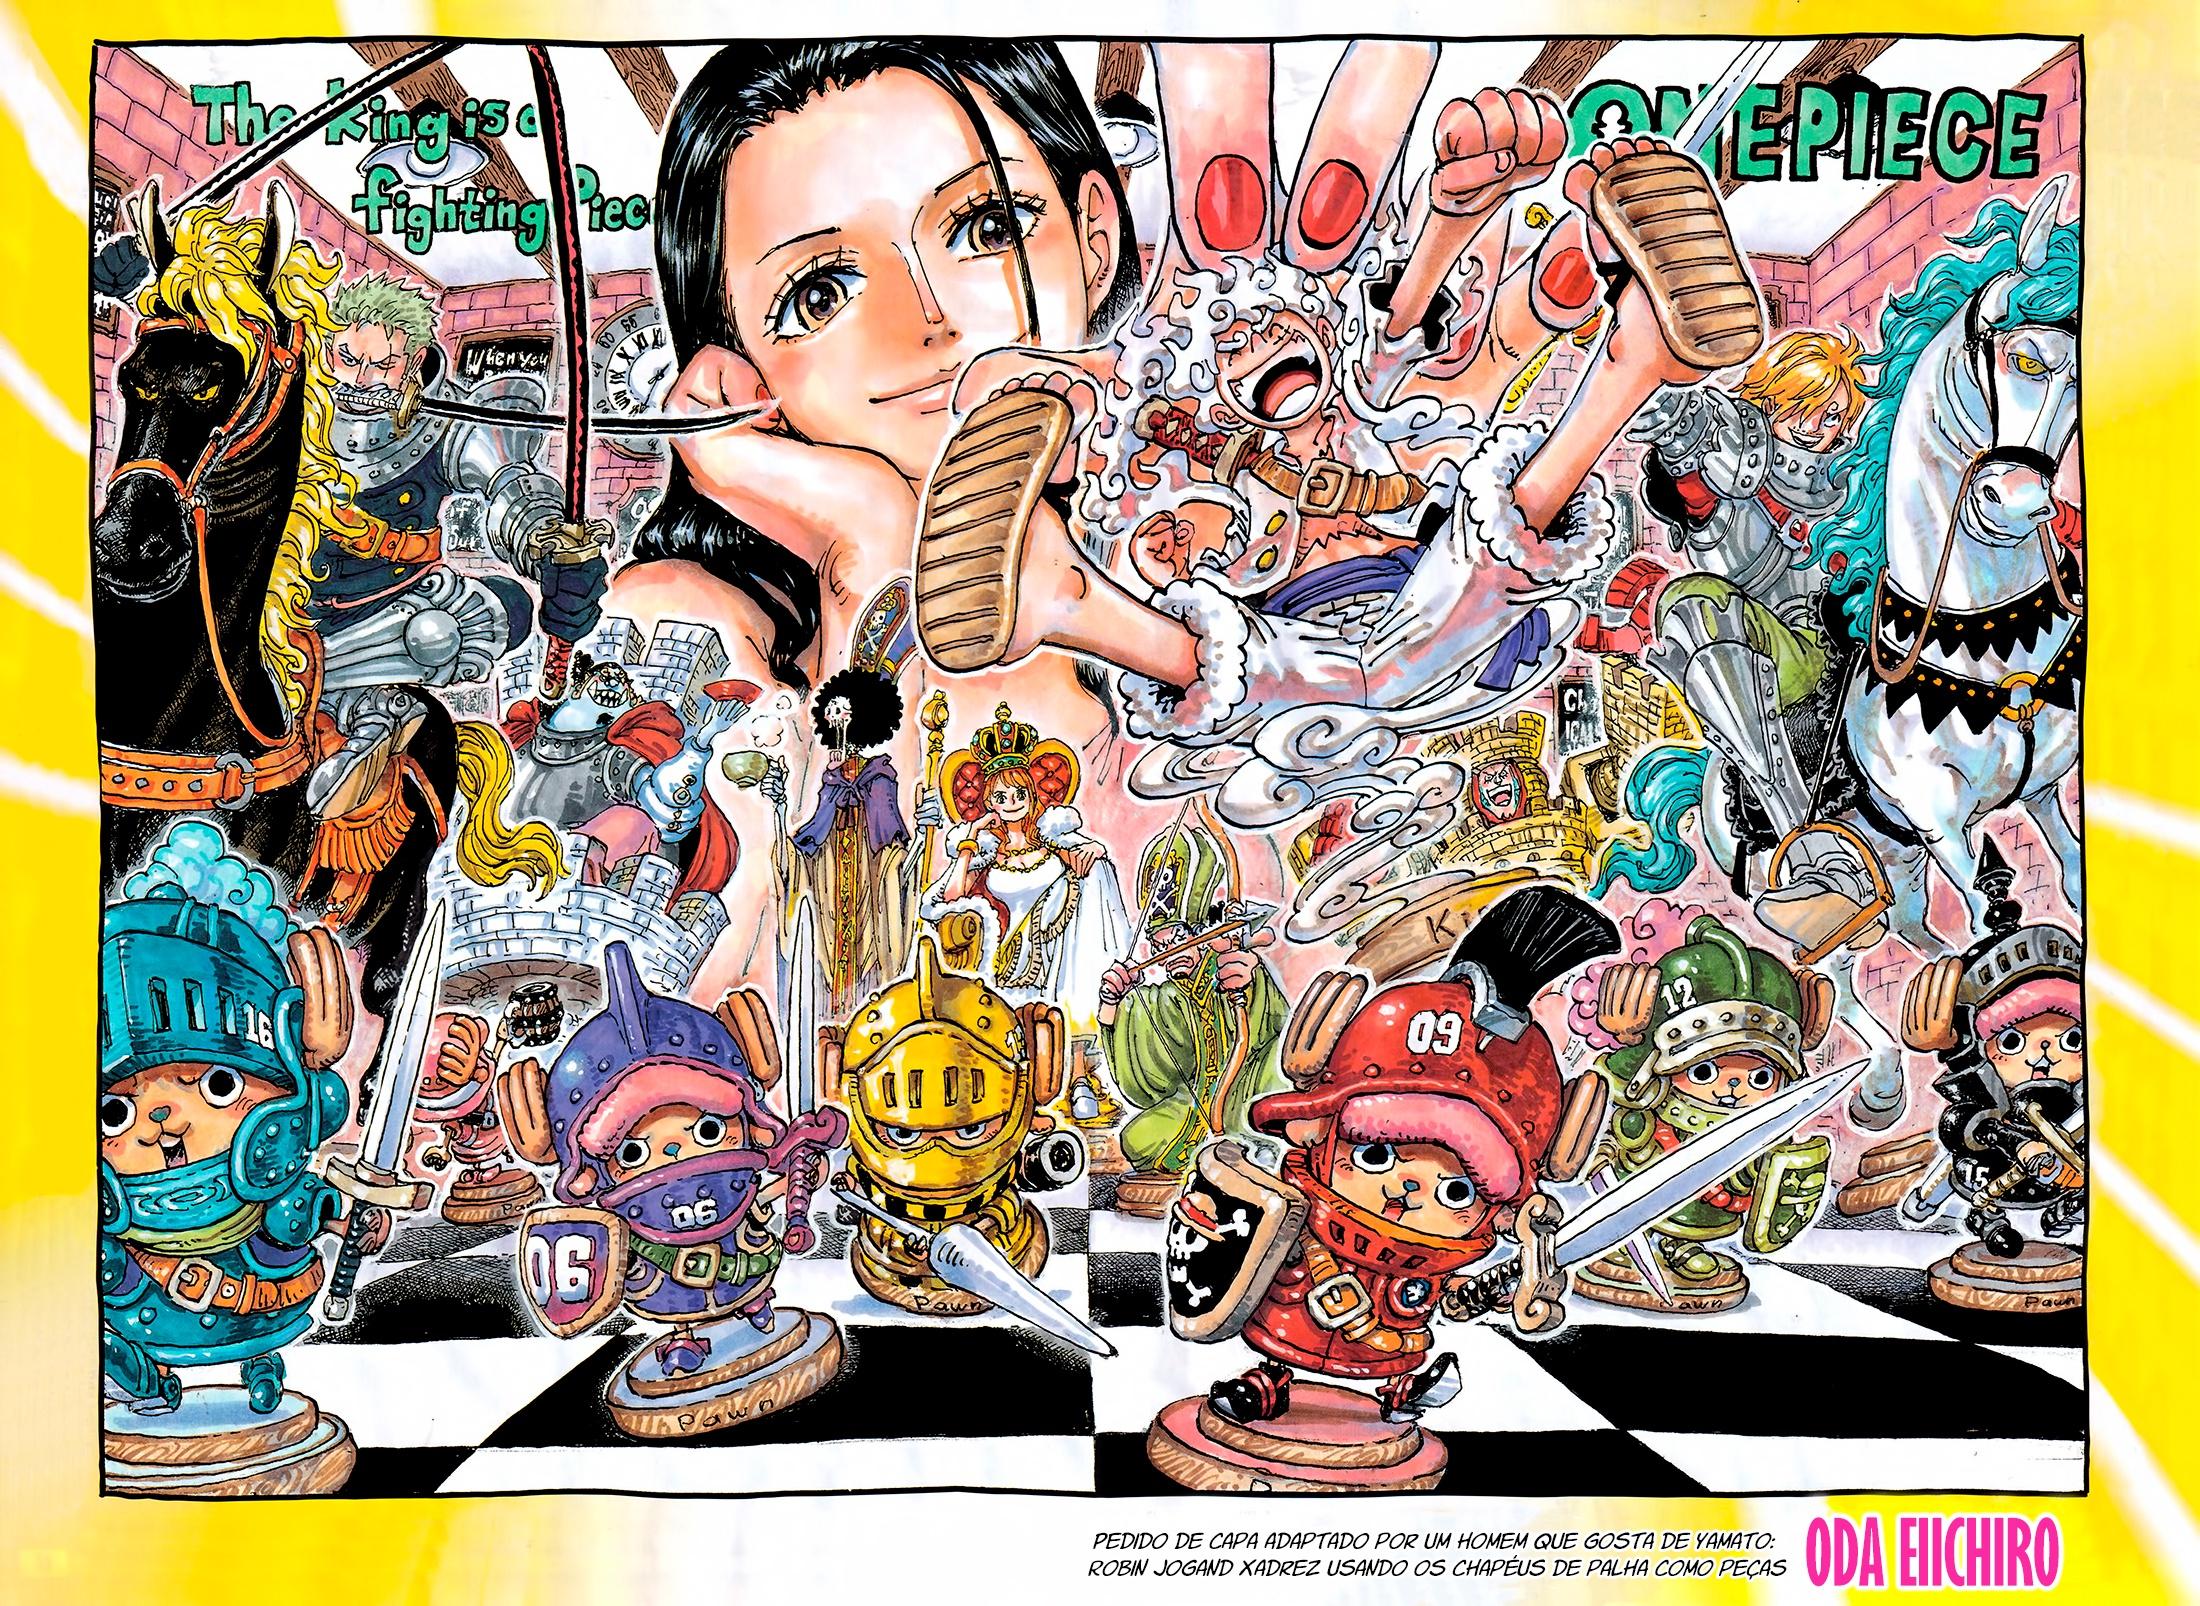 The King is a
fighting Piece
ONE PIECE
When you
K
16
12
09
06
06
06
15
Pawn
Pawn
Pawn
Pawn
PEDIDO DE CAPA ADAPTADO POR UM HOMEM QUE GOSTA DE YAMATO:
ROBIN JOGAND XADREZ USANDO OS CHAPÉUS DE PALHA COMO PEÇAS
ODA EIICHIRO